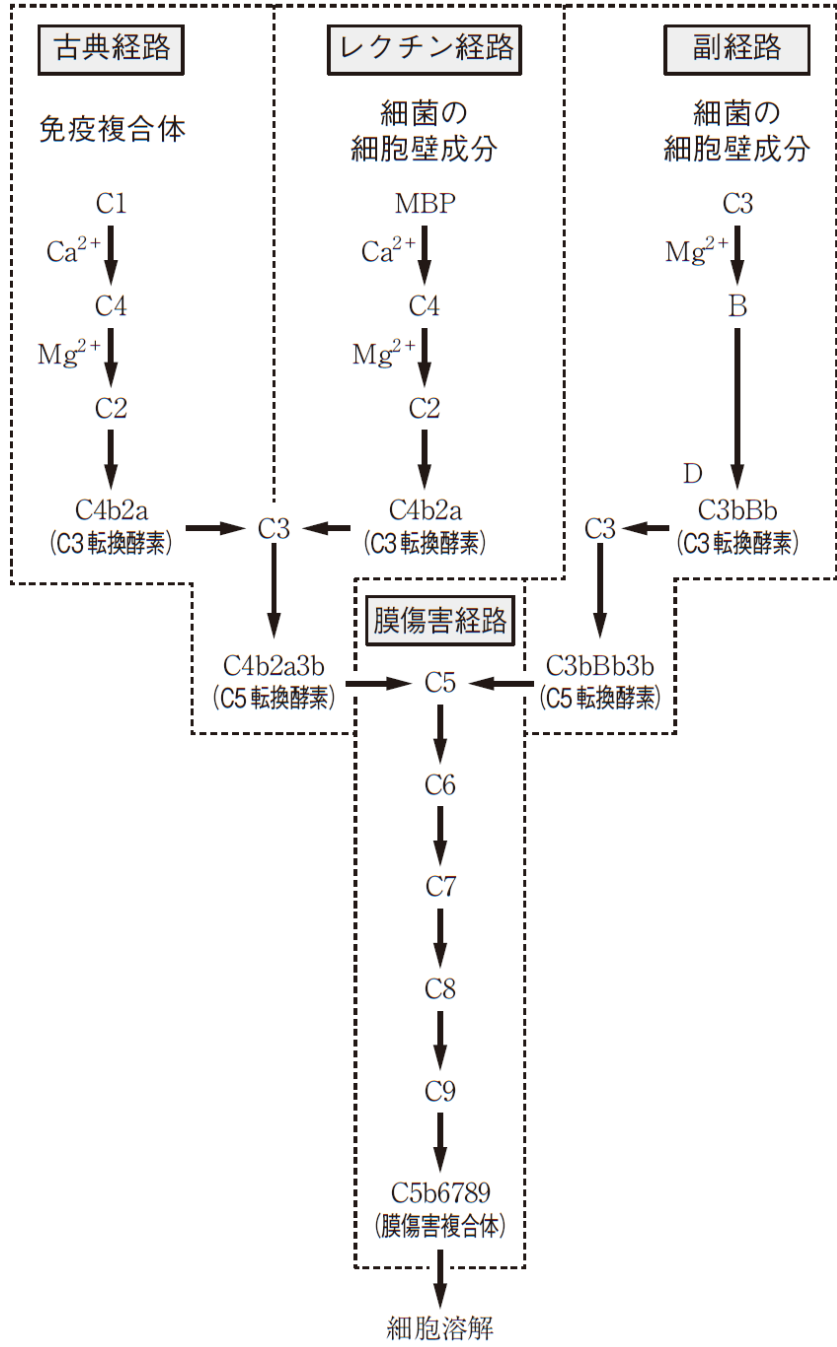 古典経路
免疫複合体
C1
Ca²⁺
C4
Mg²⁺
C2
C4b2a
(C3転換酵素)
レクチン経路
細菌の
細胞壁成分
MBP
Ca²⁺
C4
Mg²⁺
C2
C4b2a
(C3転換酵素)
副経路
細菌の
細胞壁成分
C3
Mg²⁺
B
D
C3bBb
(C3転換酵素)
C3
C3
C4b2a3b
(C5転換酵素)
C3bBb3b
(C5転換酵素)
膜傷害経路
C5
C6
C7
C8
C9
C5b6789
(膜傷害複合体)
細胞溶解